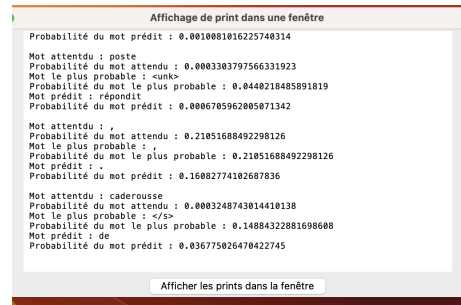 Affichage de print dans une fenêtre
Probabilité du mot prédit : 0.0010081016225740314
Mot attendu : poste
Probabilité du mot attendu : 0.0003303797566331923
Mot le plus probable : <unk>
Probabilité du mot le plus probable : 0.0440218485891819
Mot prédit : répondit
Probabilité du mot prédit : 0.0006705962005071342
Mot attendu : ,
Probabilité du mot attendu : 0.21051688492298126
Mot le plus probable : ,
Probabilité du mot le plus probable : 0.21051688492298126
Mot prédit : .
Probabilité du mot prédit : 0.16082774102687836
Mot attendu : caderousse
Probabilité du mot attendu : 0.0003248743014410138
Mot le plus probable : </s>
Probabilité du mot le plus probable : 0.14884322881698608
Mot prédit : de
Probabilité du mot prédit : 0.036775026470422745
Afficher les prints dans la fenêtre